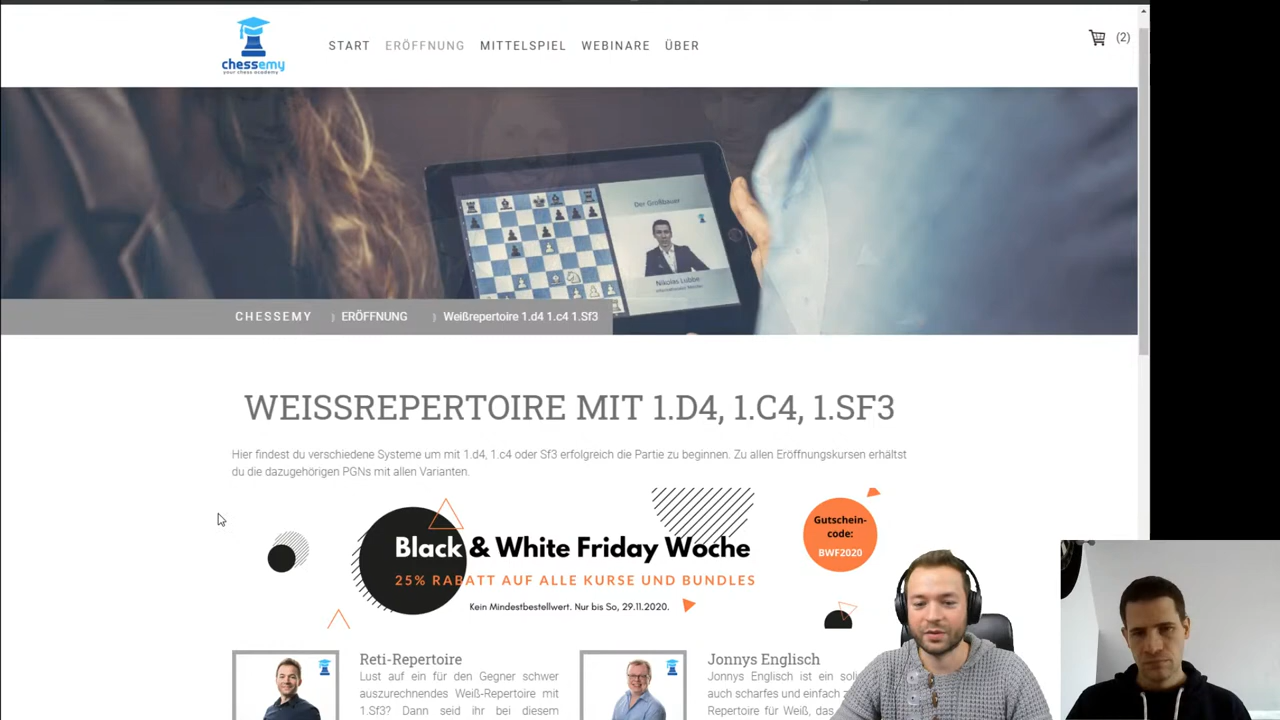 chessemy
your chess academy
START ERÖFFNUNG MITTELSPIEL WEBINARE ÜBER
(2)
Der Großbauer
Nikolas Lubbe
CHESSEMY ERÖFFNUNG Weißrepertoire 1.d4 1.c4 1.Sf3
WEISSREPERTOIRE MIT 1.D4, 1.C4, 1.SF3
Hier findest du verschiedene Systeme um mit 1.d4, 1.c4 oder Sf3 erfolgreich die Partie zu beginnen. Zu allen Eröffnungskursen erhältst
du die dazugehörigen PGNs mit allen Varianten.
Gutschein-
code:
BWF2020
Black & White Friday Woche
25% RABATT AUF ALLE KURSE UND BUNDLES
Kein Mindestbestellwert. Nur bis So, 29.11.2020.
Reti-Repertoire
Lust auf ein für den Gegner schwer
auszurechnendes Weiß-Repertoire mit
1.Sf3? Dann seid ihr bei diesem
Jonnys Englisch
Jonnys Englisch ist ein
auch scharfes und einfach
Repertoire für Weiß, das